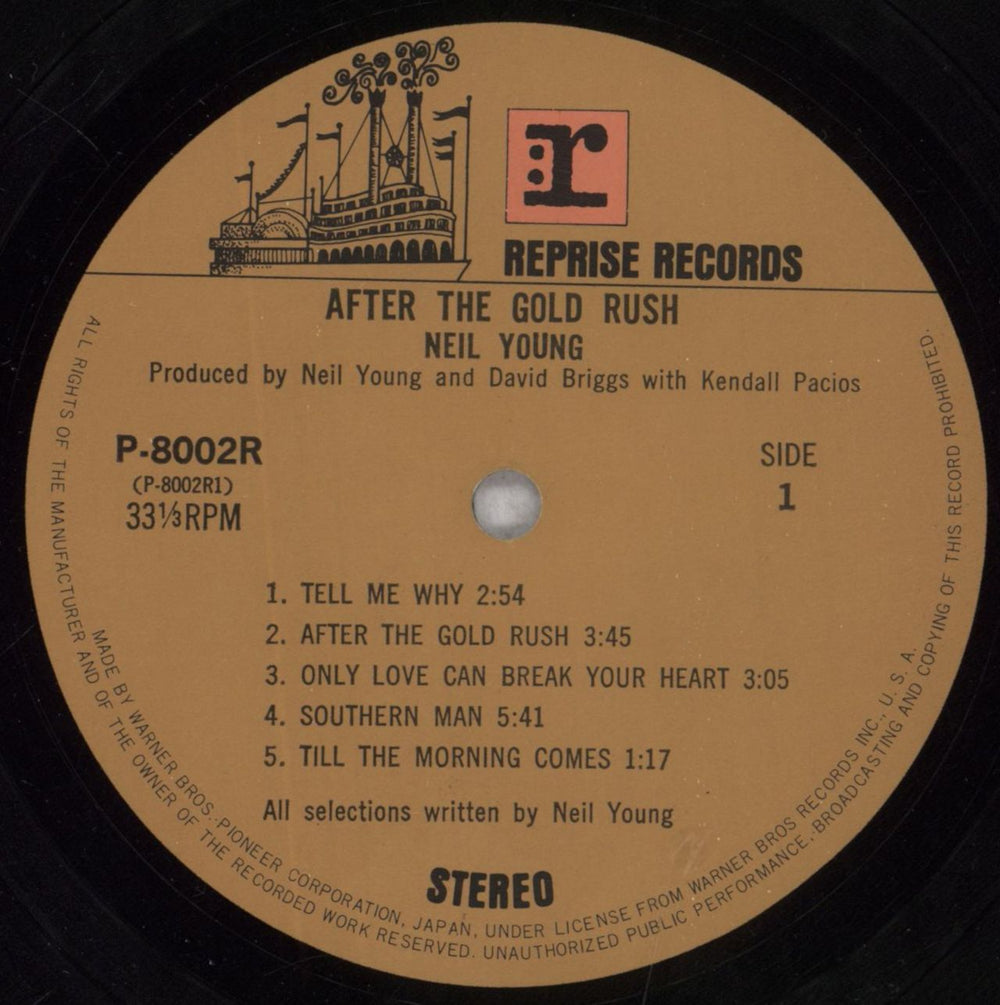 r
REPRISE RECORDS
AFTER THE GOLD RUSH
NEIL YOUNG
Produced by Neil Young and David Briggs with Kendall Pacios
P-8002R
(P-8002R1)
33⅓RPM
SIDE
1
1. TELL ME WHY 2:54
2. AFTER THE GOLD RUSH 3:45
3. ONLY LOVE CAN BREAK YOUR HEART 3:05
4. SOUTHERN MAN 5:41
5. TILL THE MORNING COMES 1:17
All selections written by Neil Young
STEREO
MADE BY WARNER BROS.-PIONEER CORPORATION, JAPAN, UNDER LICENSE FROM WARNER BROS RECORDS INC., U. S. A.
ALL RIGHTS OF THE MANUFACTURER AND OF THE OWNER OF THE RECORDED WORK RESERVED. UNAUTHORIZED PUBLIC PERFORMANCE, BROADCASTING AND COPYING OF THIS RECORD PROHIBITED.